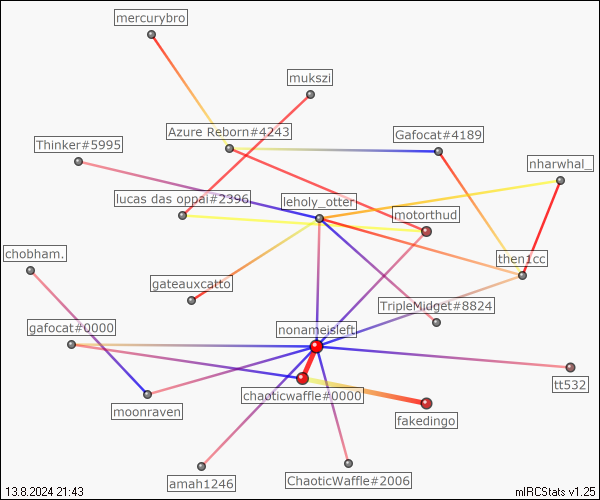 mercurybro
mukszi
Azure Reborn#4243
Gafocat#4189
Thinker#5995
nharwhal_
lucas das oppai#2396
leholy_otter
motorthud
chobham.
then1cc
gateauxcatto
TripleMidget#8824
gafocat#0000
nonameisleft
tt532
chaoticwaffle#0000
moonraven
fakedingo
amah1246
ChaoticWaffle#2006
13.8.2024 21:43
mIRCStats v1.25